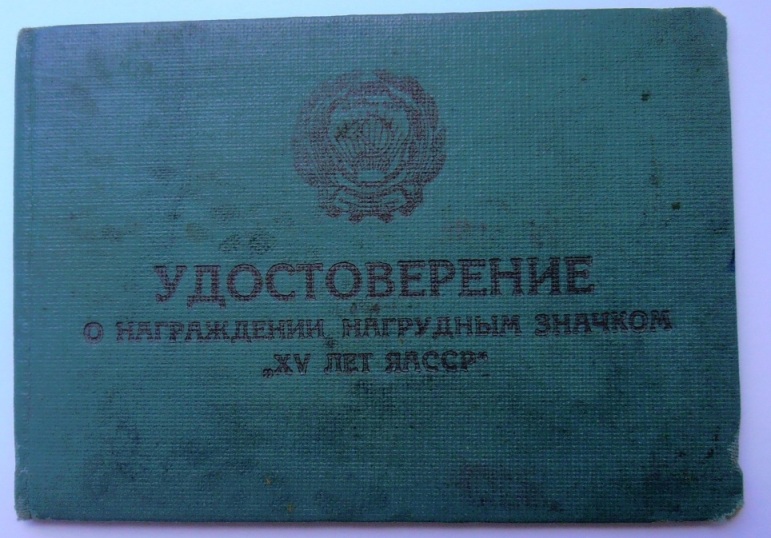 УДОСТОВЕРЕНИЕ
О НАГРАЖДЕНИИ НАГРУДНЫМ ЗНАЧКОМ
„XV ЛЕТ ЯАССР“